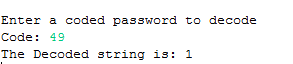 Enter a coded password to decode
Code: 49
The Decoded string is: 1